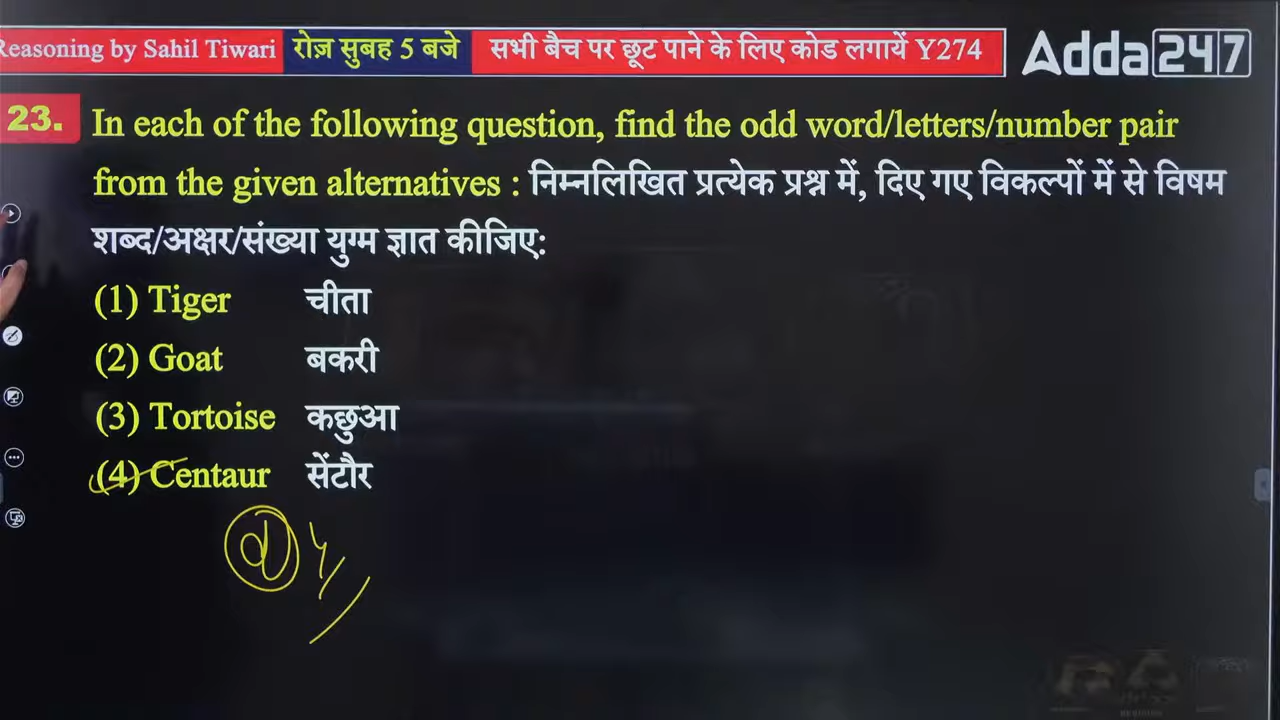 Reasoning by Sahil Tiwari रोज़ सुबह 5 बजे सभी बैच पर छूट पाने के लिए कोड लगायें Y274 Adda247
23. In each of the following question, find the odd word/letters/number pair
from the given alternatives : निम्नलिखित प्रत्येक प्रश्न में, दिए गए विकल्पों में से विषम
शब्द/अक्षर/संख्या युग्म ज्ञात कीजिए:
(1) Tiger चीता
(2) Goat बकरी
(3) Tortoise कछुआ
(4) Centaur सेंटौर
d